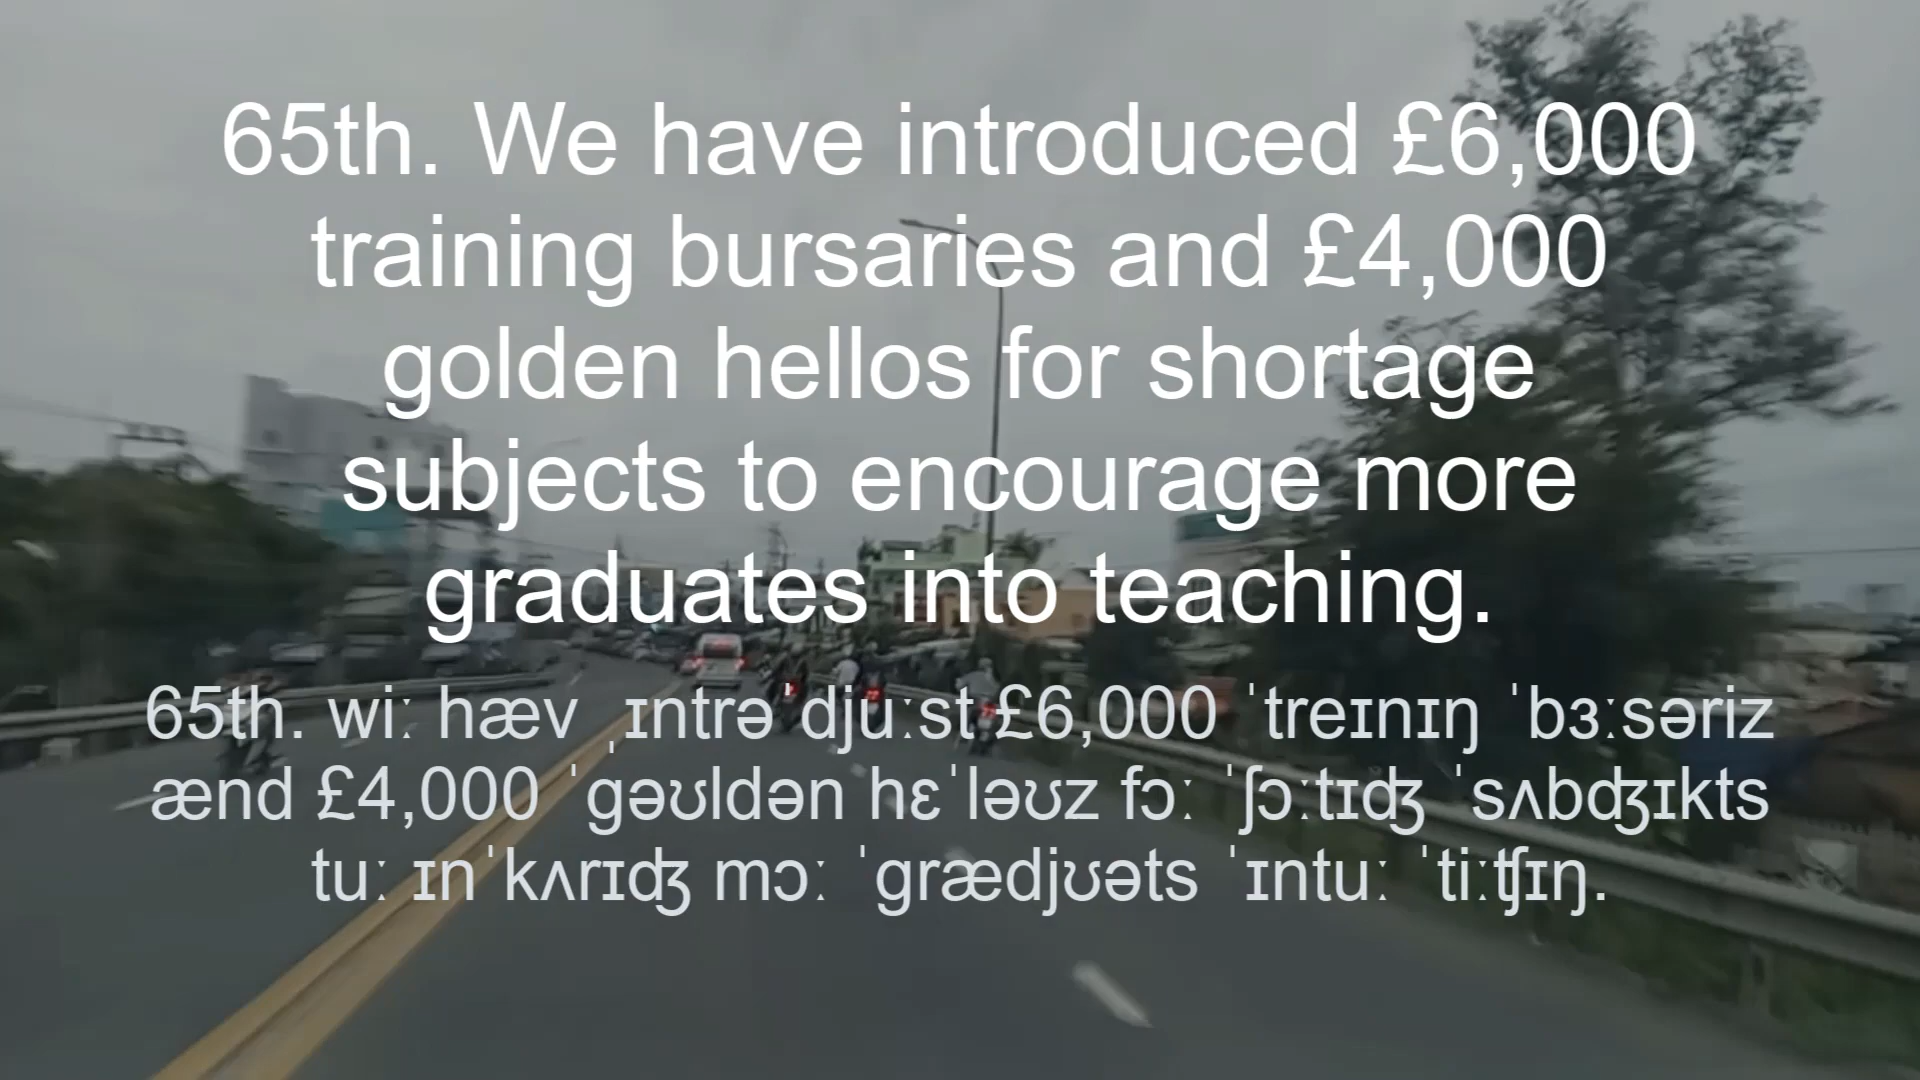 65th. We have introduced £6,000
training bursaries and £4,000
golden hellos for shortage
subjects to encourage more
graduates into teaching.
65th. wiː hæv ˌɪntrəˈdjuːst £6,000 ˈtreɪnɪŋ ˈbɜːsəriz
ænd £4,000 ˈɡəʊldən hɛˈləʊz fɔː ˈʃɔːtɪʤ ˈsʌbʤɪkts
tuː ɪnˈkʌrɪʤ mɔː ˈɡrædjʊəts ˈɪntuː ˈtiːʧɪŋ.